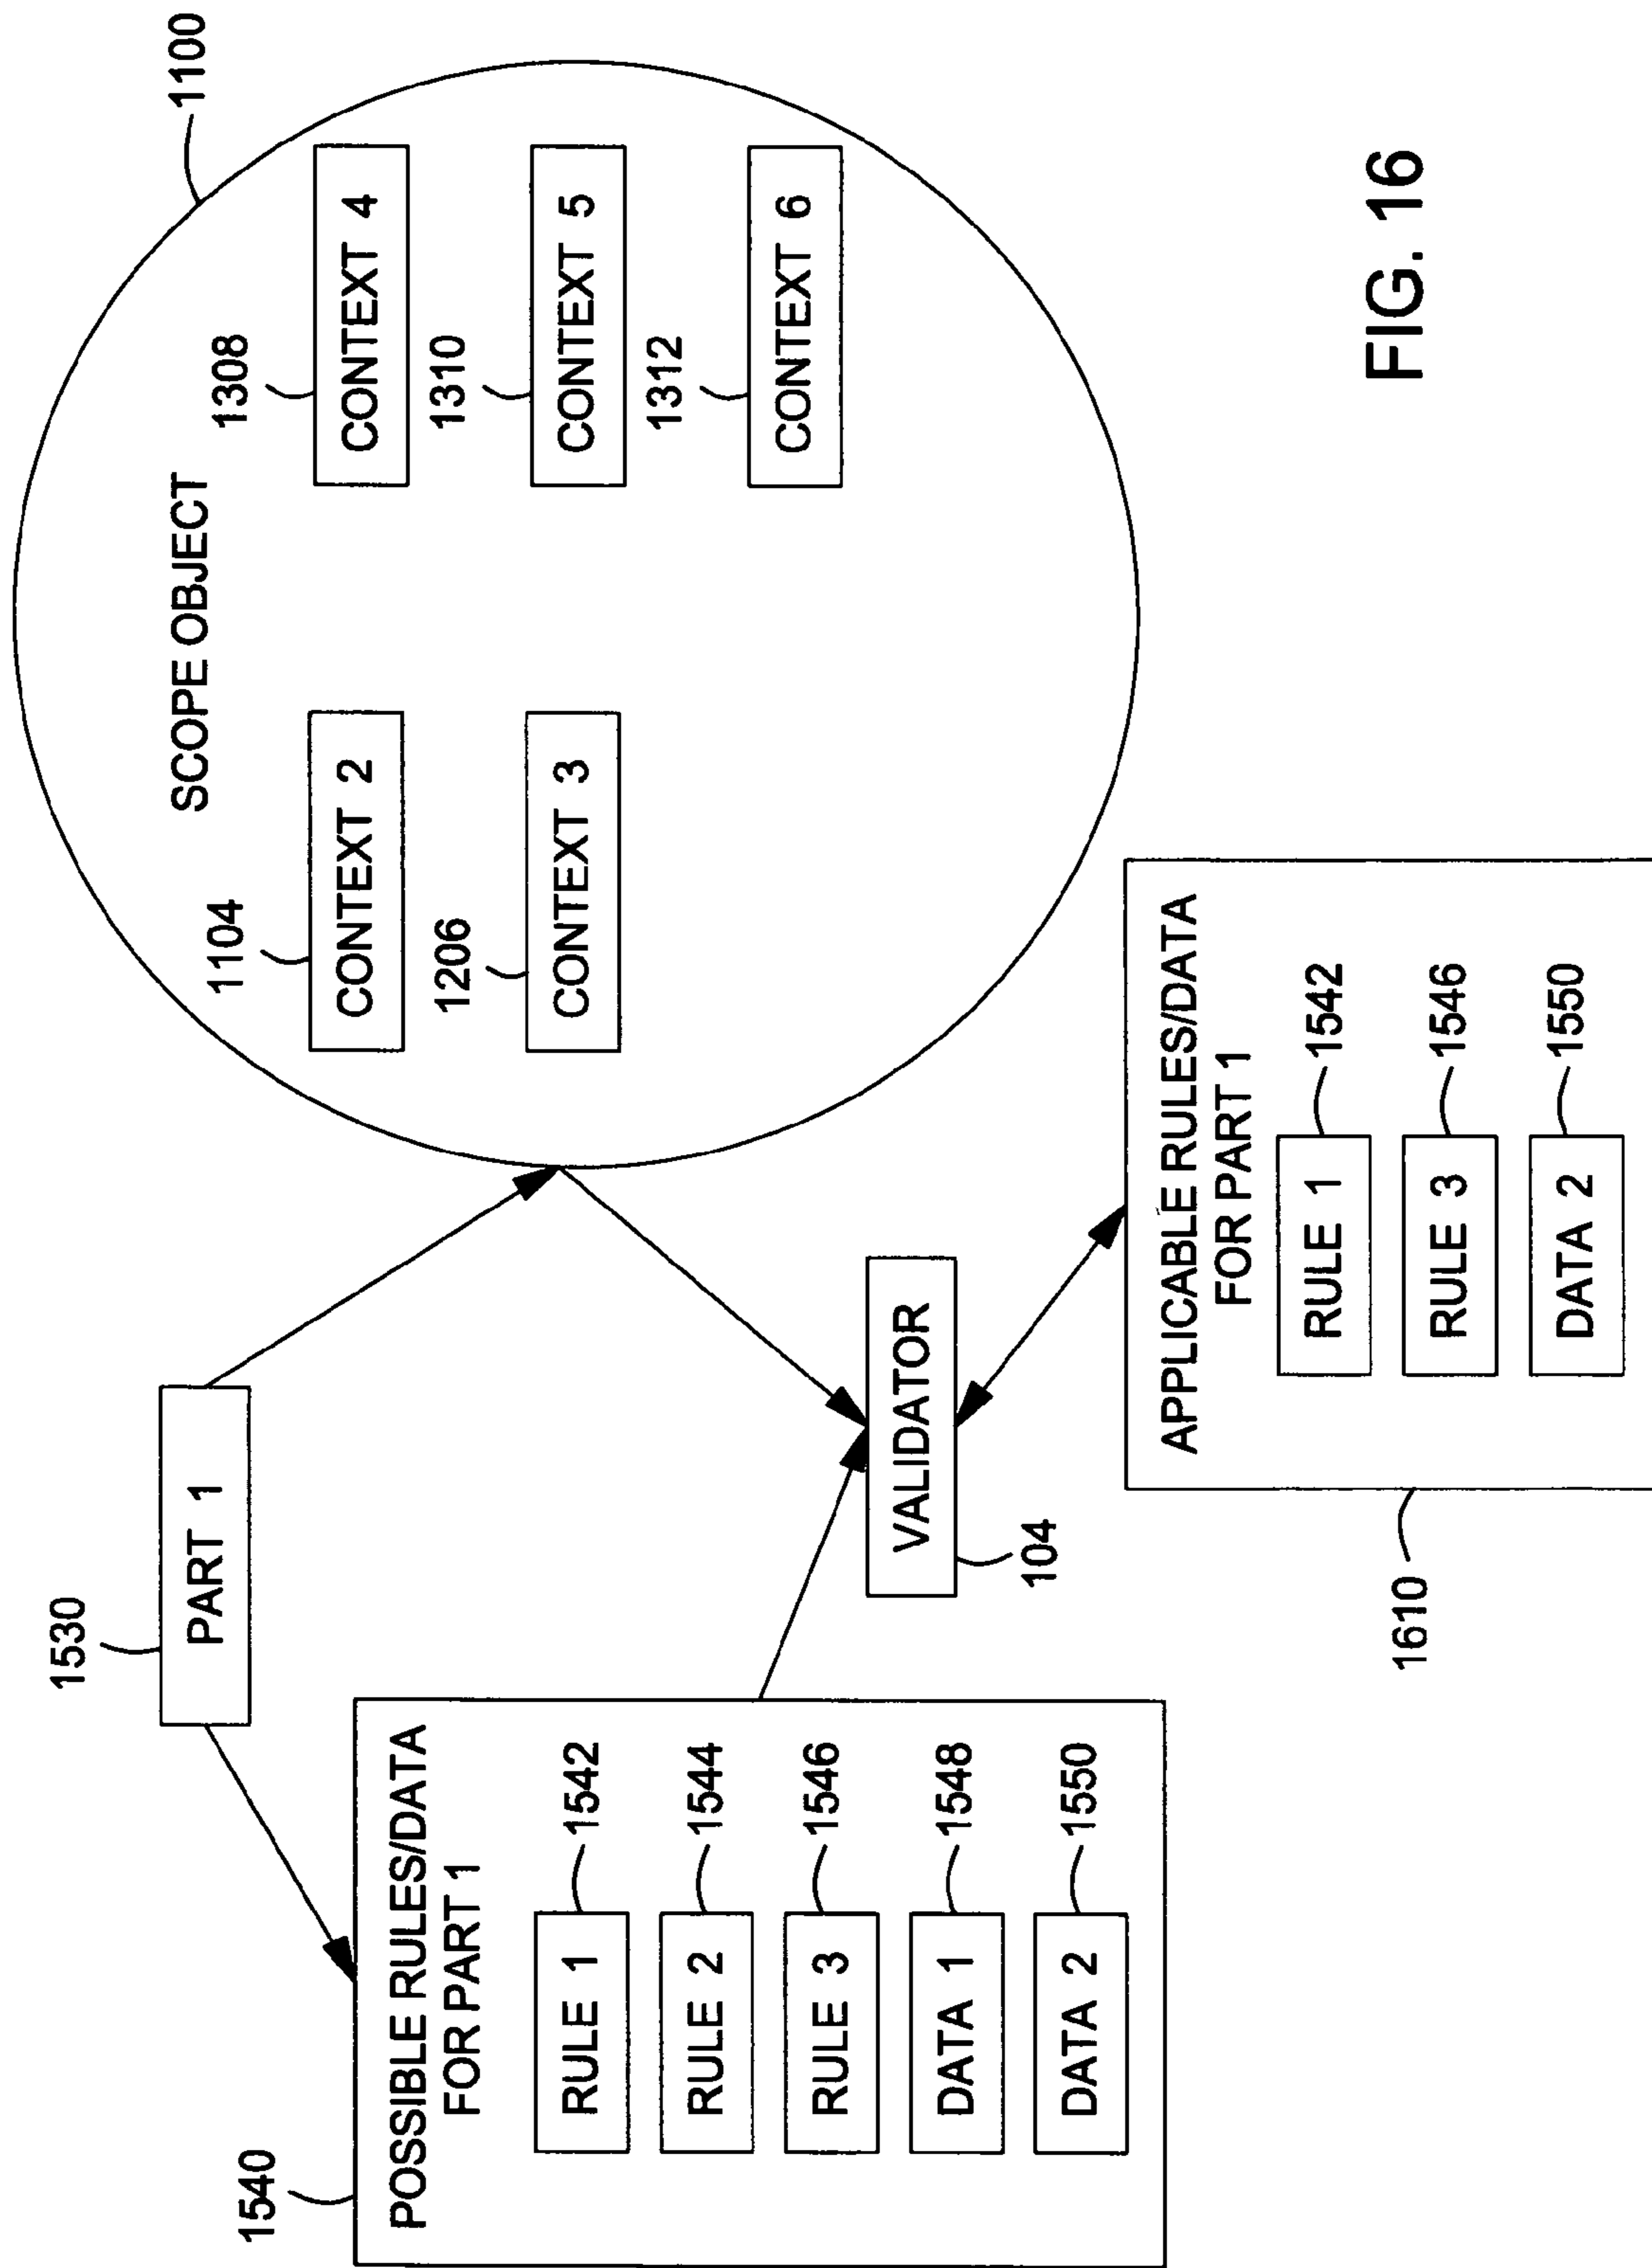 1530
PART 1
1540
POSSIBLE RULES/DATA
FOR PART 1
RULE 1
1542
RULE 2
1544
RULE 3
1546
DATA 1
1548
DATA 2
1550
SCOPE OBJECT
1100
1104
CONTEXT 2
1206
CONTEXT 3
1308
CONTEXT 4
1310
CONTEXT 5
1312
CONTEXT 6
VALIDATOR
104
1610
APPLICABLE RULES/DATA
FOR PART 1
RULE 1
1542
RULE 3
1546
DATA 2
1550
FIG. 16